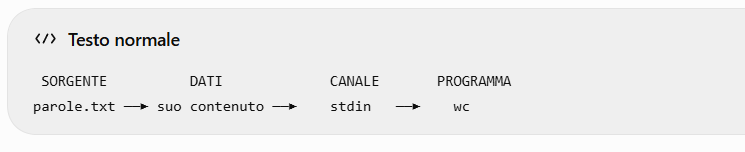 Testo normale
SORGENTE DATI CANALE PROGRAMMA
parole.txt ──► suo contenuto ──► stdin ──► wc